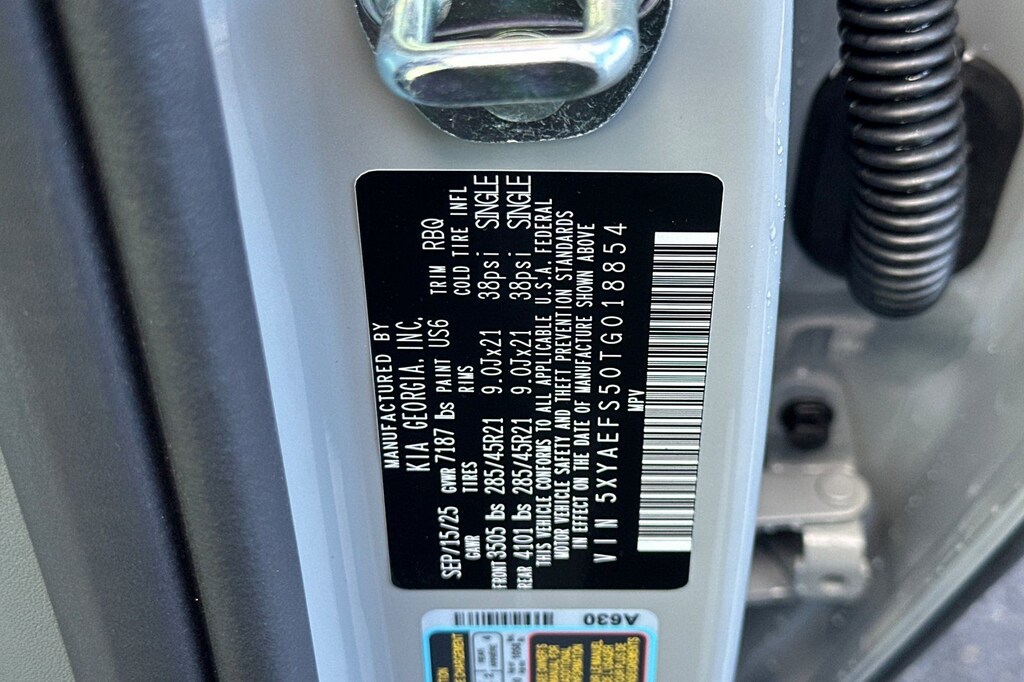 MANUFACTURED BY
KIA GEORGIA. INC.
SEP/15/25 GVWR 7187 lbs PAINT US6 TRIM RBQ
GAWR TIRES RIMS COLD TIRE INFL
FRONT 3505 lbs 285/45R21 9.0Jx21 38psi SINGLE
REAR 4101 lbs 285/45R21 9.0Jx21 38psi SINGLE
THIS VEHICLE CONFORMS TO ALL APPLICABLE U.S.A. FEDERAL
MOTOR VEHICLE SAFETY AND THEFT PREVENTION STANDARDS
IN EFFECT ON THE DATE OF MANUFACTURE SHOWN ABOVE
VIN 5XYAEFS50TG018854
MPV
A630